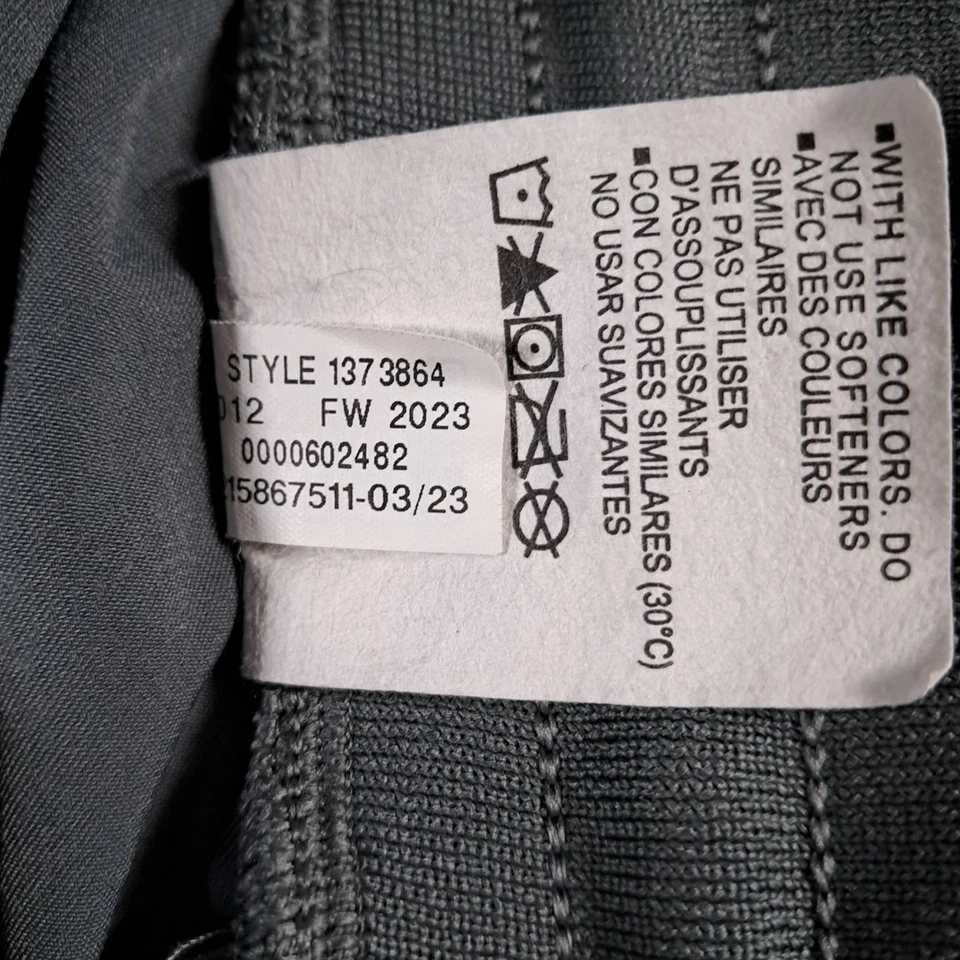 ■WITH LIKE COLORS. DO
NOT USE SOFTENERS
■AVEC DES COULEURS
SIMILAIRES
NE PAS UTILISER
D'ASSOUPLISSANTS
■CON COLORES SIMILARES (30°C)
NO USAR SUAVIZANTES
STYLE 1373864
12 FW 2023
0000602482
15867511-03/23